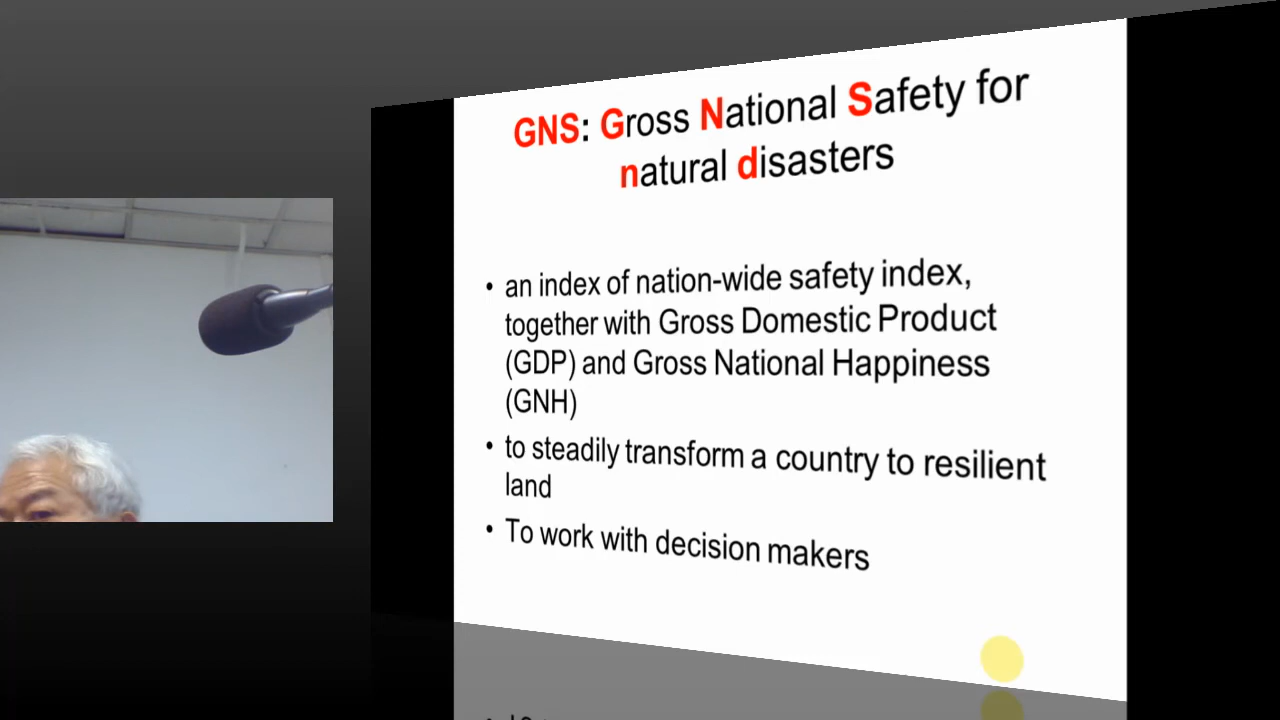 GNS: Gross National Safety for
natural disasters
• an index of nation-wide safety index,
together with Gross Domestic Product
(GDP) and Gross National Happiness
(GNH)
• to steadily transform a country to resilient
land
• To work with decision makers